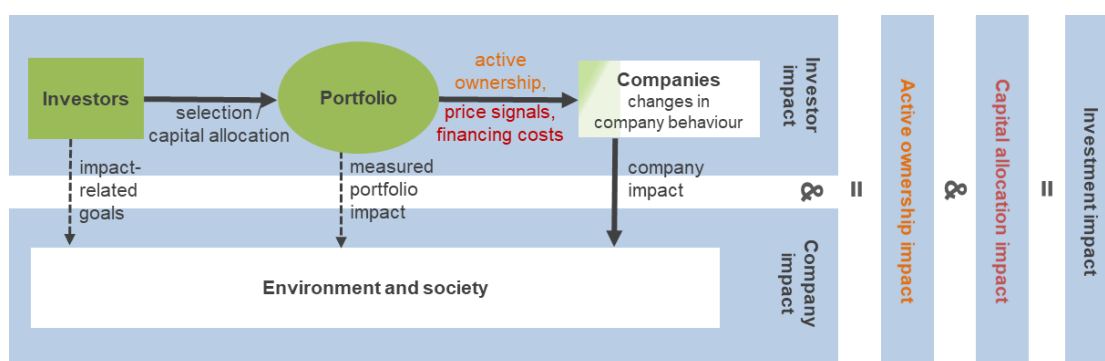 Investors
selection /
capital allocation
Portfolio
active
ownership,
price signals,
financing costs
Companies
changes in
company behaviour
Investor
impact
impact-
related
goals
measured
portfolio
impact
company
impact
&
=
Active ownership impact
&
Capital allocation impact
=
Investment impact
Environment and society
Company
impact